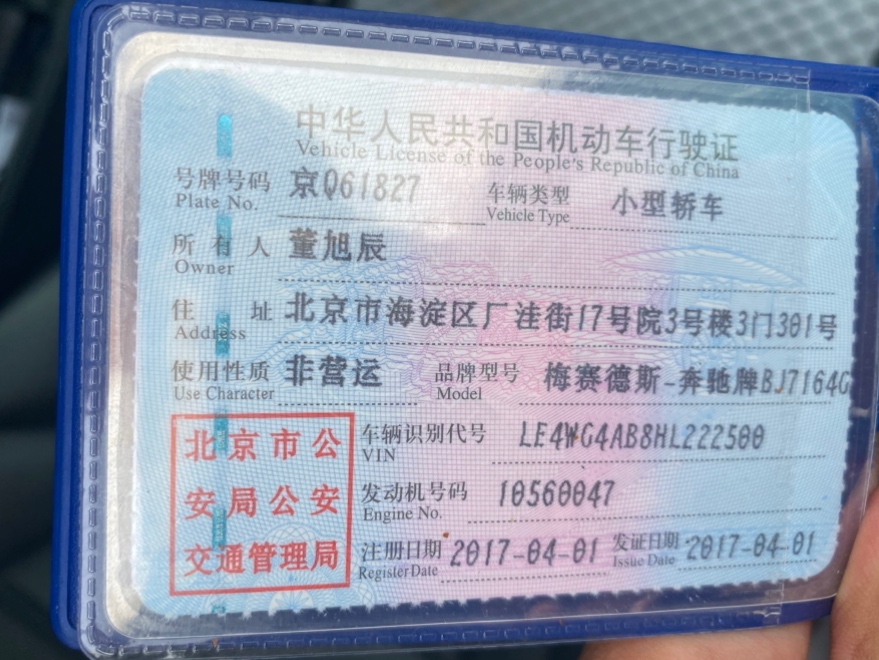 中华人民共和国机动车行驶证
Vehicle License of the People's Republic of China
号牌号码 京Q61827 车辆类型 小型轿车
Plate No. Vehicle Type
所有人 董旭辰
Owner
住址 北京市海淀区厂洼街17号院3号楼3门301号
Address
使用性质 非营运 品牌型号 梅赛德斯-奔驰牌BJ7164G
Use Character Model
北京市公安局公安交通管理局
车辆识别代号 LE4WG4AB8HL222500
VIN
发动机号码 10560047
Engine No.
注册日期 2017-04-01 发证日期 2017-04-01
Register Date Issue Date